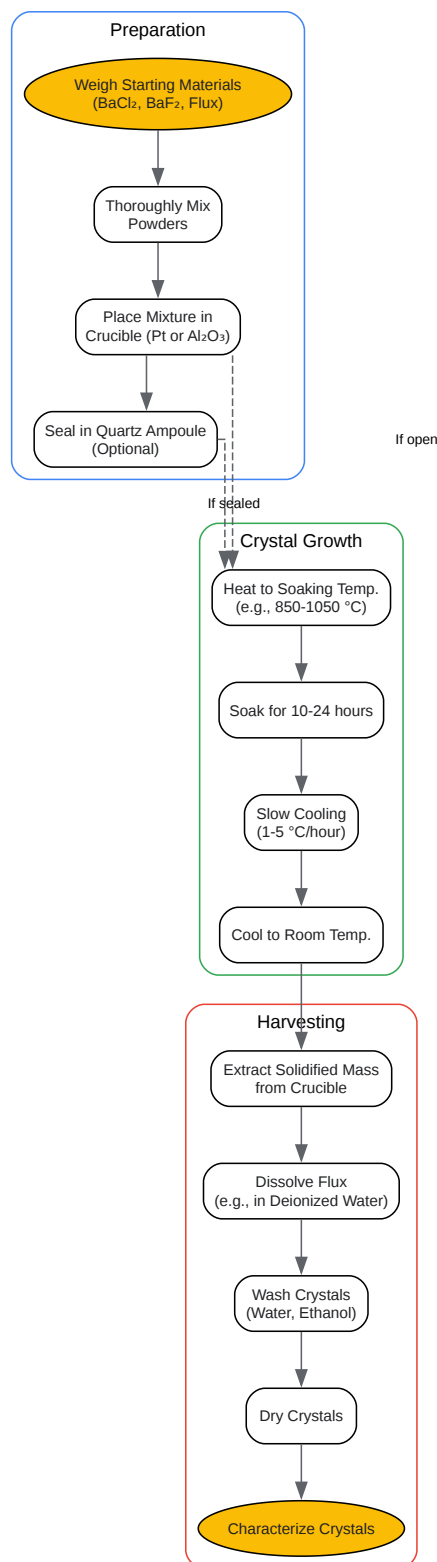 Preparation
Weigh Starting Materials
(BaCl₂, BaF₂, Flux)
Thoroughly Mix
Powders
Place Mixture in
Crucible (Pt or Al₂O₃)
Seal in Quartz Ampoule
(Optional)
If open
If sealed
Crystal Growth
Heat to Soaking Temp.
(e.g., 850-1050 °C)
Soak for 10-24 hours
Slow Cooling
(1-5 °C/hour)
Cool to Room Temp.
Harvesting
Extract Solidified Mass
from Crucible
Dissolve Flux
(e.g., in Deionized Water)
Wash Crystals
(Water, Ethanol)
Dry Crystals
Characterize Crystals